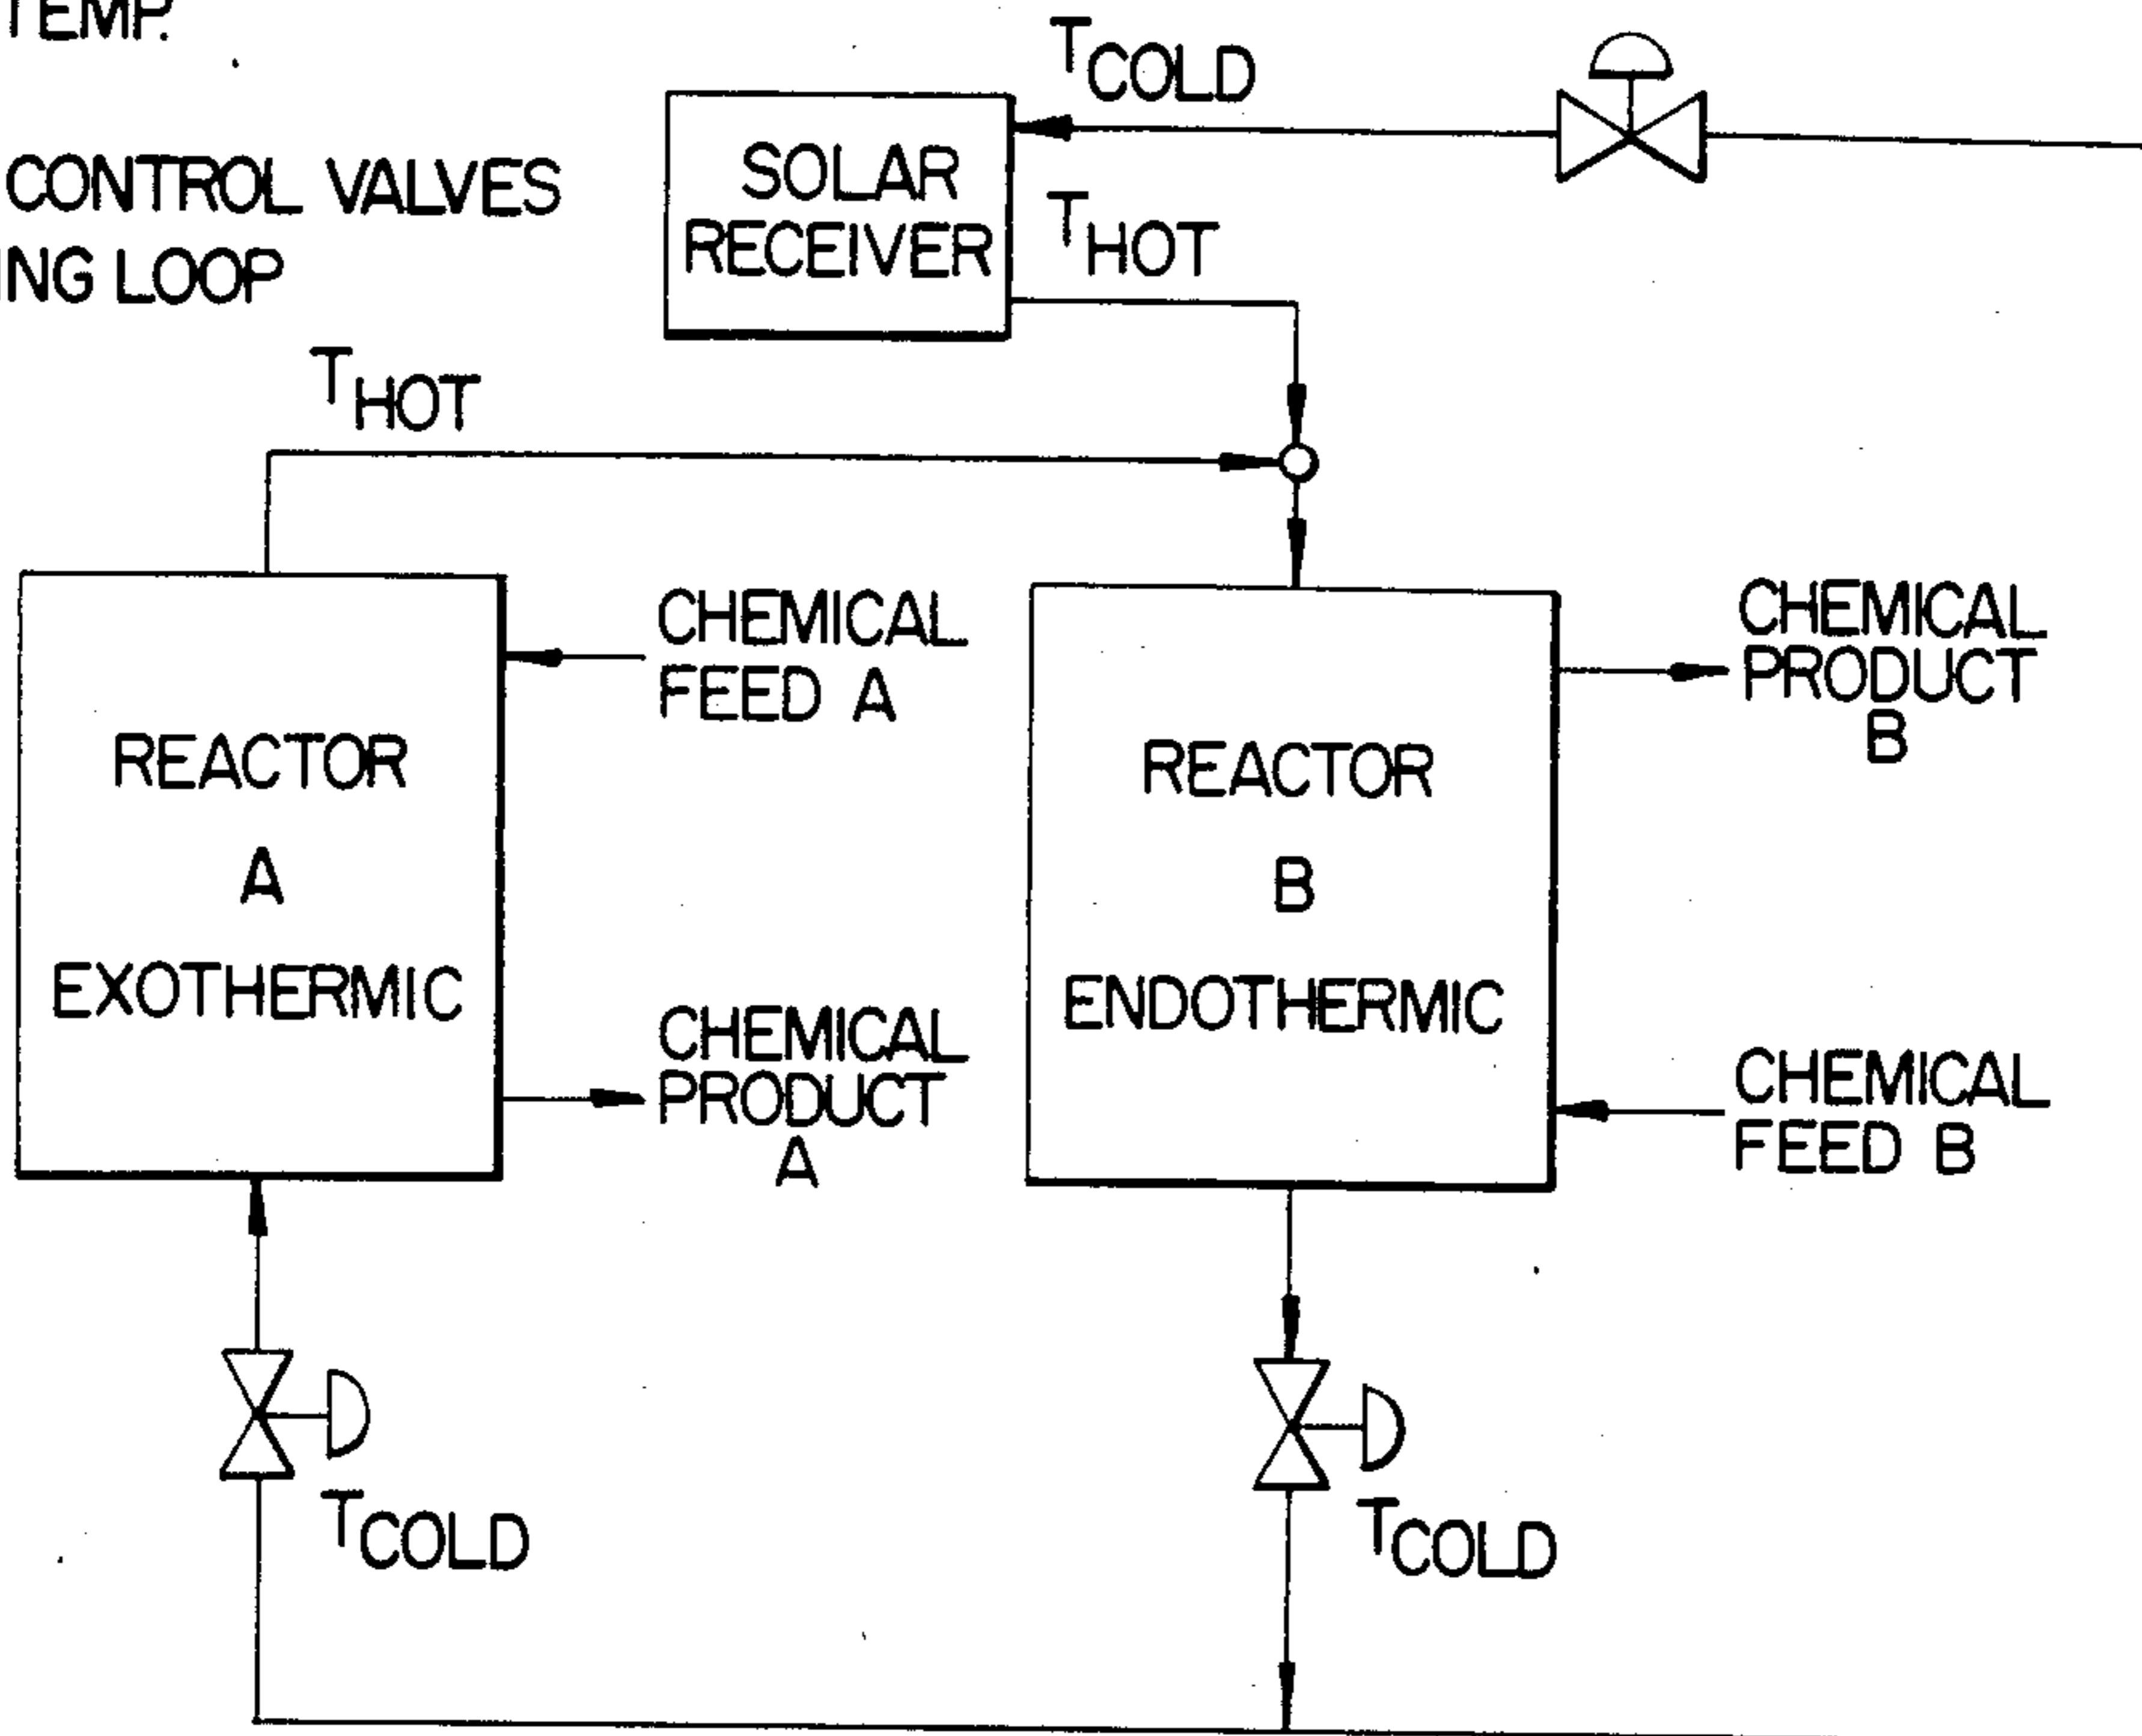 TEMP.
CONTROL VALVES
ING LOOP
TCOLD
SOLAR
RECEIVER
THOT
THOT
CHEMICAL
FEED A
REACTOR
A
EXOTHERMIC
CHEMICAL
PRODUCT
A
REACTOR
B
ENDOTHERMIC
CHEMICAL
PRODUCT
B
CHEMICAL
FEED B
TCOLD
TCOLD